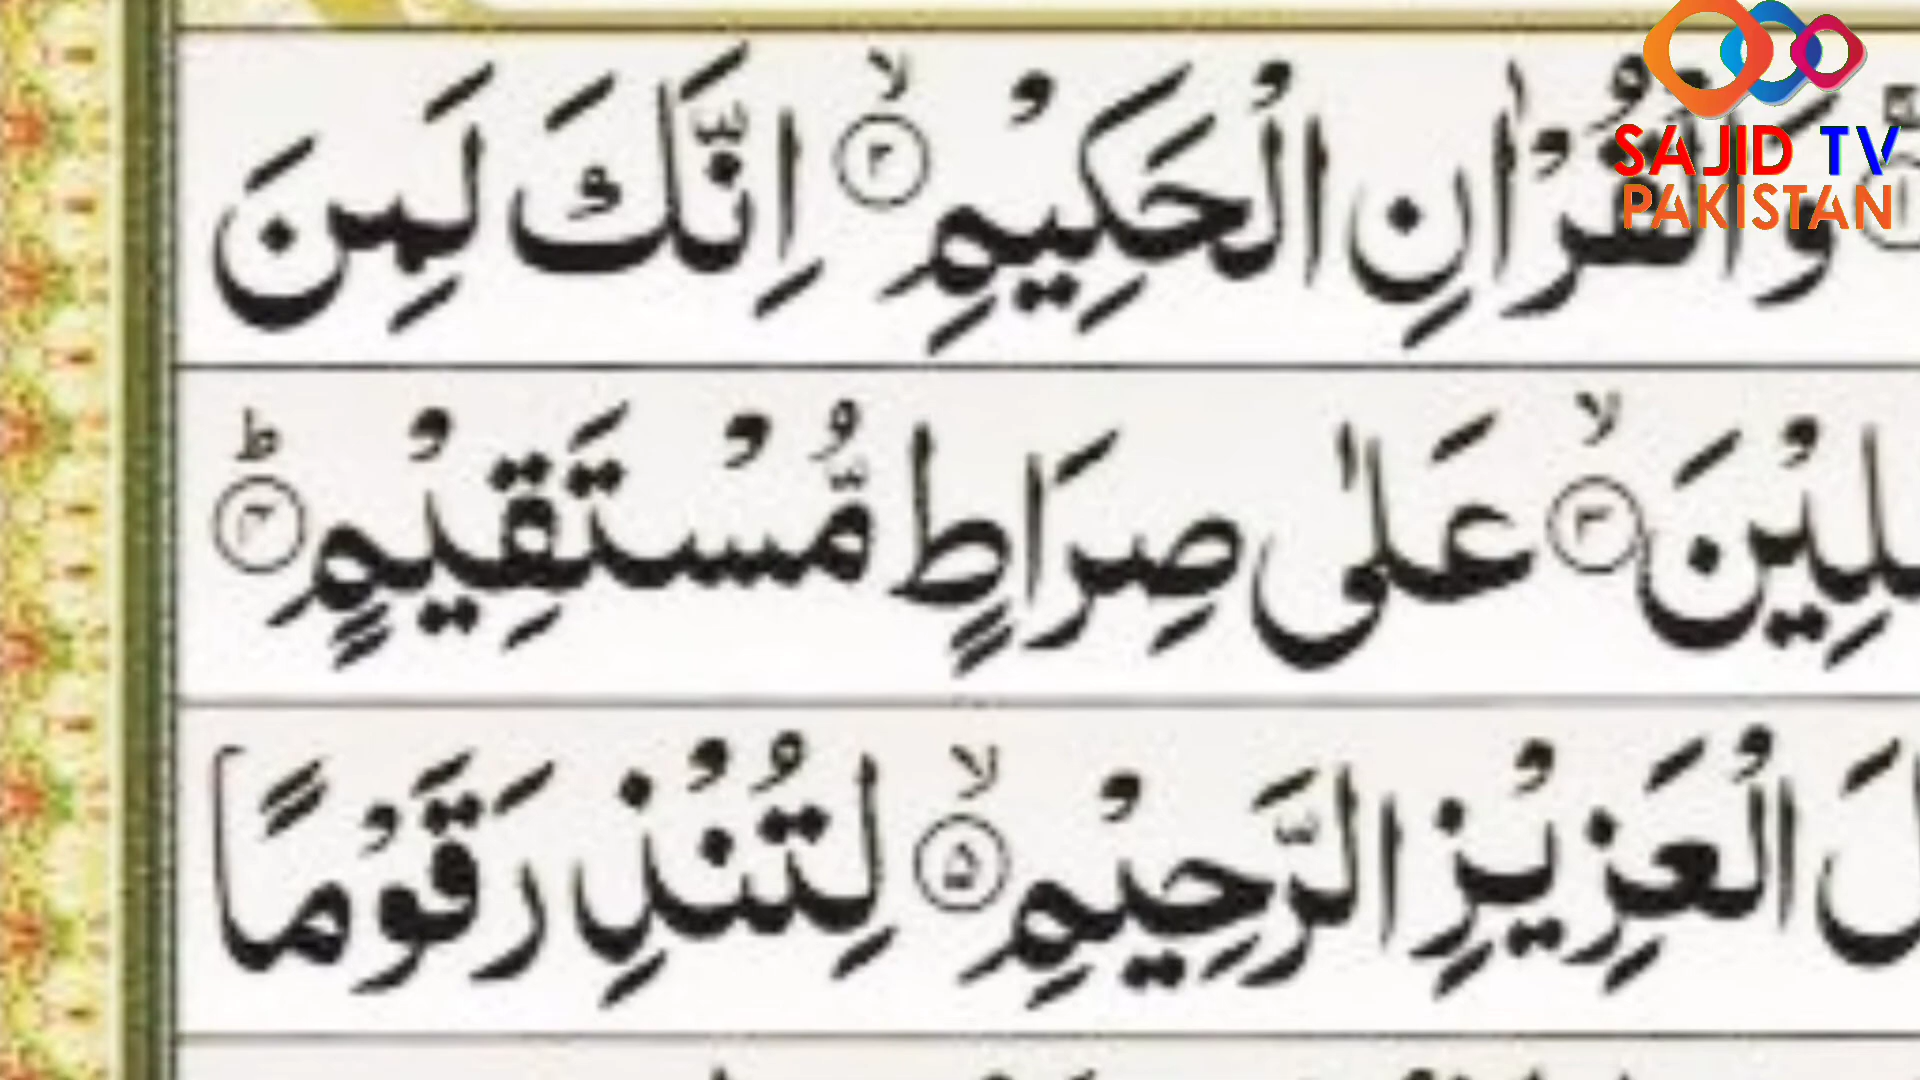 وَالْقُرْاٰنِ الْحَكِيْمِ ۙ‏﴿۲﴾ اِنَّكَ لَمِنَ
SAJID TV
PAKISTAN
لِيْنَ ۙ‏﴿۳﴾ عَلٰى صِرَاطٍ مُّسْتَقِيْمٍ ؕ‏﴿۴﴾
لَ الْعَزِيْزِ الرَّحِيْمِ ۙ‏﴿۵﴾ لِتُنْذِرَ قَوْمًا